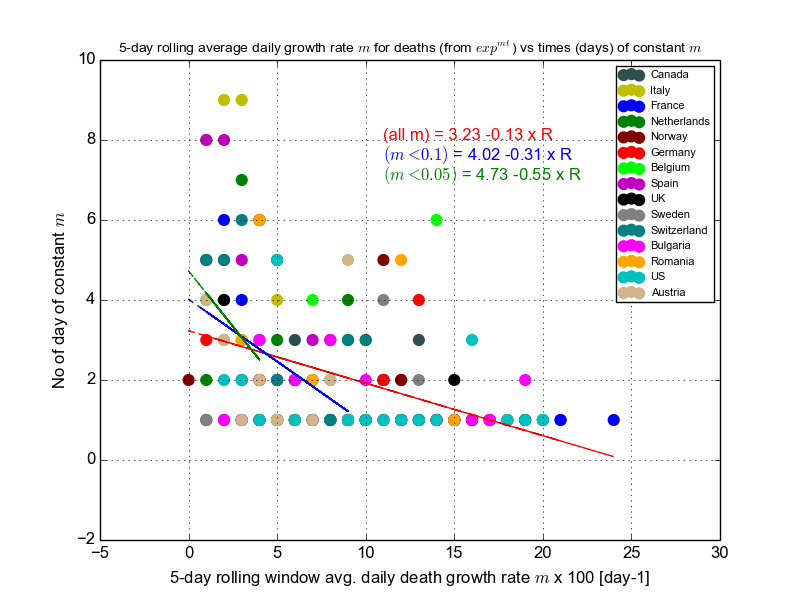 5-day rolling average daily growth rate m for deaths (from exp^mt) vs times (days) of constant m
10
8
6
4
2
0
−2
No of day of constant m
(all m) = 3.23 -0.13 x R
(m<0.1) = 4.02 -0.31 x R
(m<0.05) = 4.73 -0.55 x R
Canada
Italy
France
Netherlands
Norway
Germany
Belgium
Spain
UK
Sweden
Switzerland
Bulgaria
Romania
US
Austria
−5 0 5 10 15 20 25 30
5-day rolling window avg. daily death growth rate m x 100 [day-1]